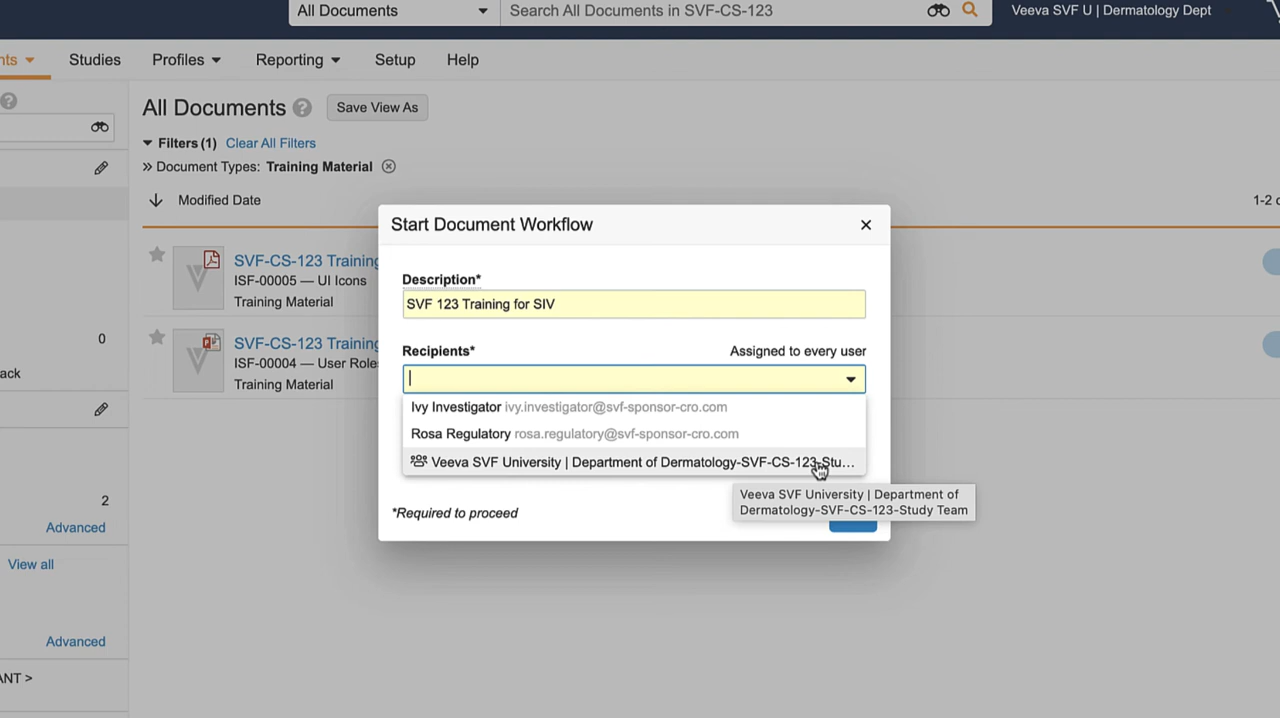 All Documents
Search All Documents in SVF-CS-123
Veeva SVF U | Dermatology Dept
nts
Studies
Profiles
Reporting
Setup
Help
All Documents
Save View As
Filters (1)
Clear All Filters
Document Types: Training Material
Modified Date
1-2 o
SVF-CS-123 Training
ISF-00005 — UI Icons
Training Material
SVF-CS-123 Training
ISF-00004 — User Role
Training Material
0
ack
2
Advanced
View all
Advanced
ANT >
Start Document Workflow
Description*
SVF 123 Training for SIV
Recipients*
Assigned to every user
Ivy Investigator ivy.investigator@svf-sponsor-cro.com
Rosa Regulatory rosa.regulatory@svf-sponsor-cro.com
Veeva SVF University | Department of Dermatology-SVF-CS-123-Stu...
Veeva SVF University | Department of
Dermatology-SVF-CS-123-Study Team
*Required to proceed